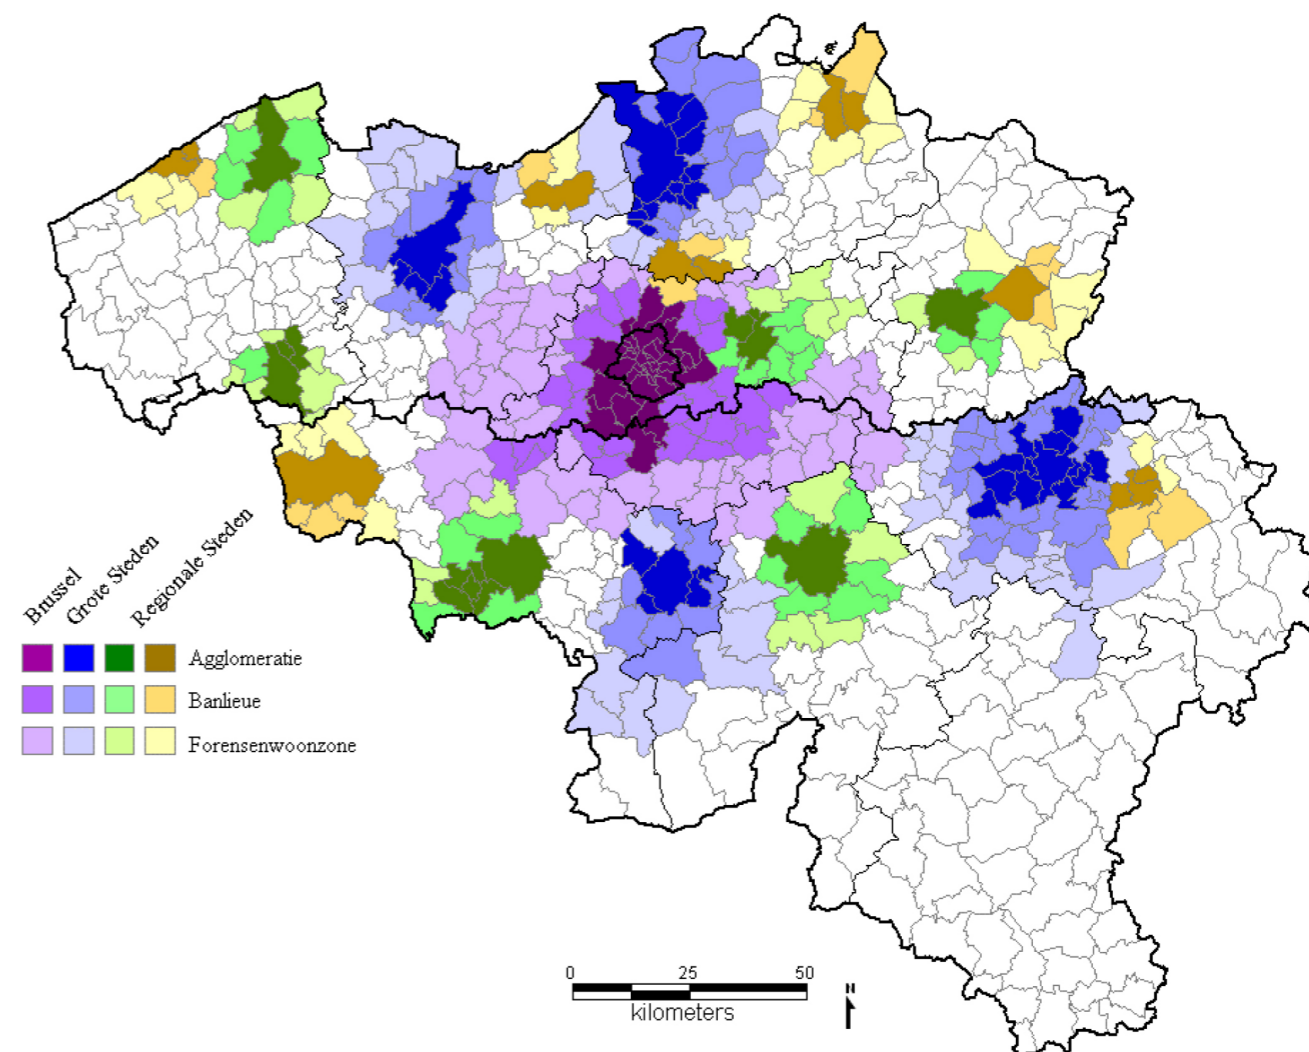 Brussel
Grote Steden
Regionale Steden
Agglomeratie
Banlieue
Forensenwoonzone
0 25 50
kilometers
N